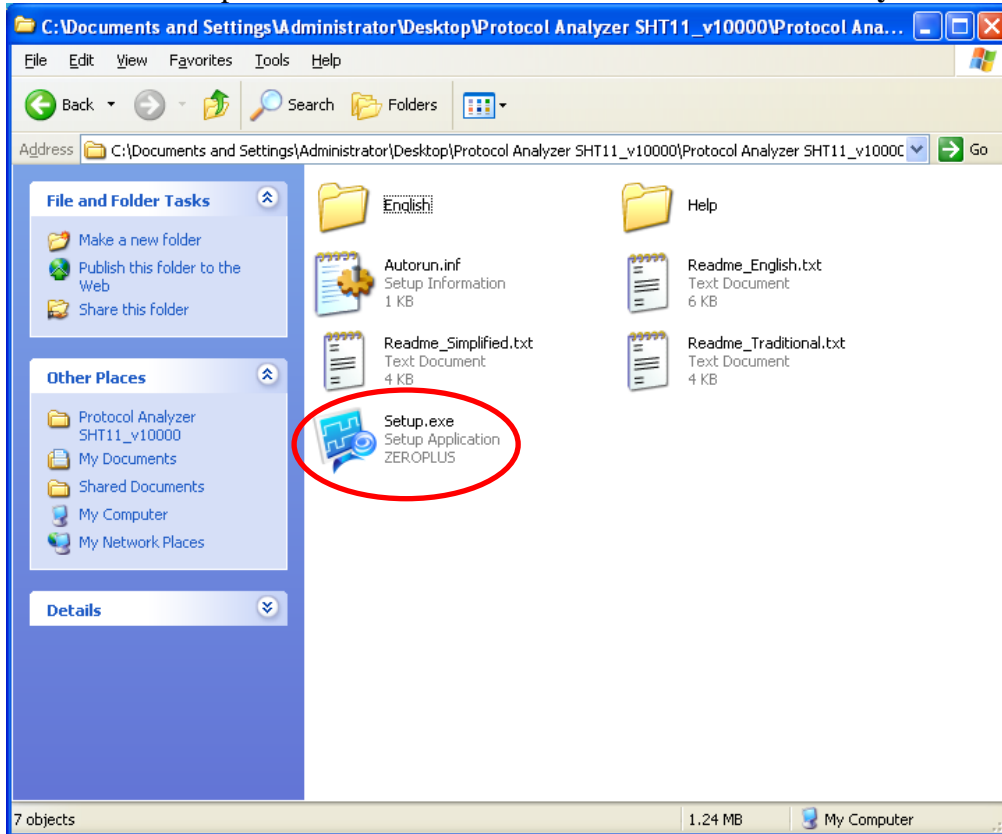 C:\Documents and Settings\Administrator\Desktop\Protocol Analyzer SHT11_v10000\Protocol Ana...
File Edit View Favorites Tools Help
Back Search Folders
Address C:\Documents and Settings\Administrator\Desktop\Protocol Analyzer SHT11_v10000\Protocol Analyzer SHT11_v1000 Go
File and Folder Tasks
Make a new folder
Publish this folder to the
Web
Share this folder
Other Places
Protocol Analyzer
SHT11_v10000
My Documents
Shared Documents
My Computer
My Network Places
Details
English
Help
Autorun.inf
Setup Information
1 KB
Readme_English.txt
Text Document
6 KB
Readme_Simplified.txt
Text Document
4 KB
Readme_Traditional.txt
Text Document
4 KB
Setup.exe
Setup Application
ZEROPLUS
7 objects 1.24 MB My Computer